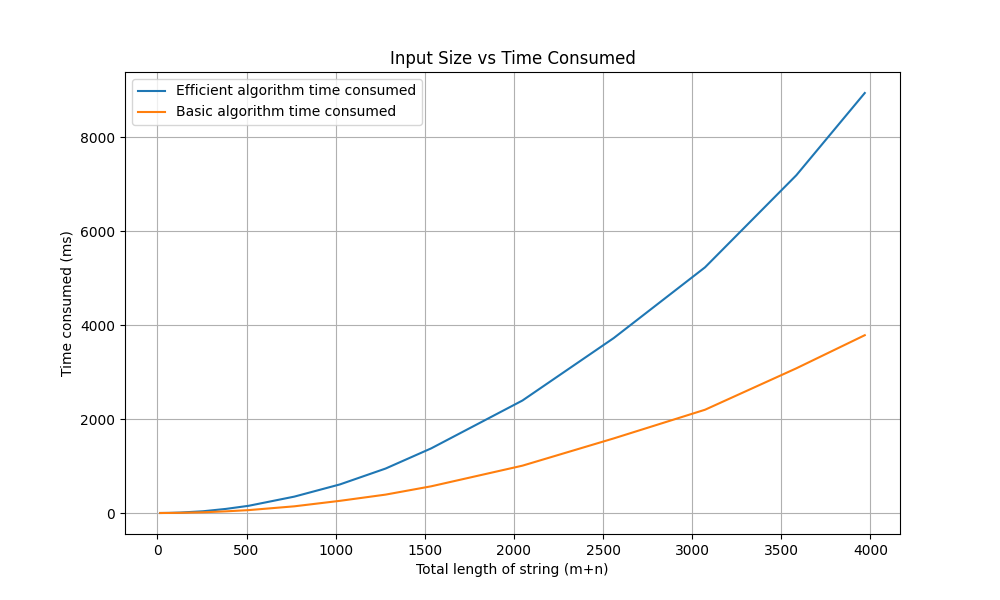 Input Size vs Time Consumed
Efficient algorithm time consumed
Basic algorithm time consumed
8000
6000
4000
2000
0
Time consumed (ms)
0 500 1000 1500 2000 2500 3000 3500 4000
Total length of string (m+n)